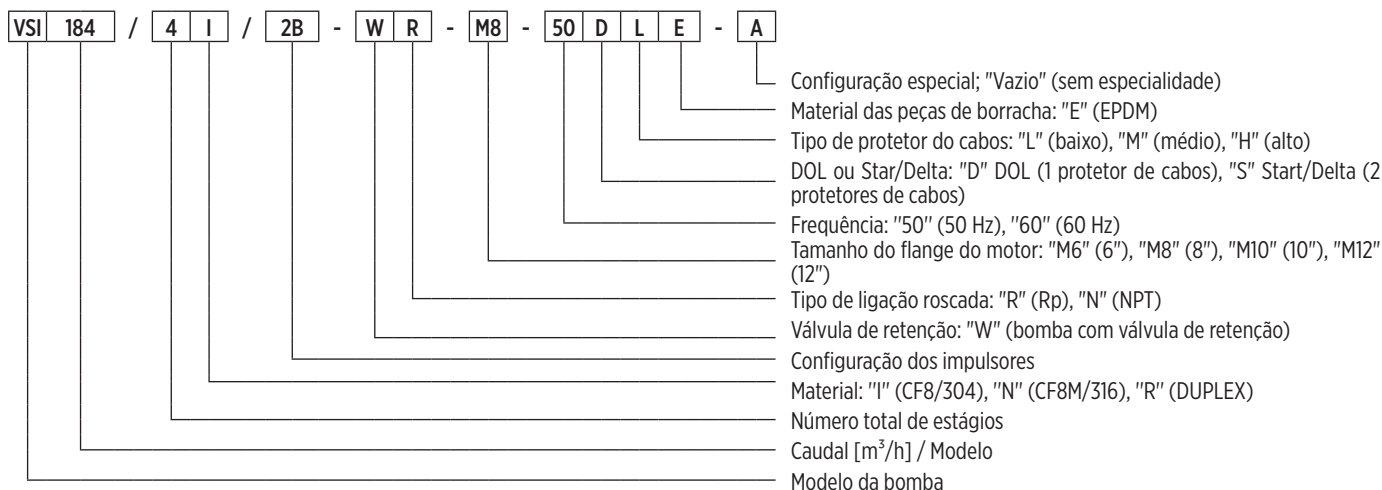 VSI 184 / 4 I / 2B - W R - M8 - 50 D L E - A
Configuração especial; "Vazio" (sem especialidade)
Material das peças de borracha: "E" (EPDM)
Tipo de protetor do cabos: "L" (baixo), "M" (médio), "H" (alto)
DOL ou Star/Delta: "D" DOL (1 protetor de cabos), "S" Start/Delta (2
protetores de cabos)
Frequência: "50" (50 Hz), "60" (60 Hz)
Tamanho do flange do motor: "M6" (6"), "M8" (8"), "M10" (10"), "M12"
(12")
Tipo de ligação roscada: "R" (Rp), "N" (NPT)
Válvula de retenção: "W" (bomba com válvula de retenção)
Configuração dos impulsores
Material: "I" (CF8/304), "N" (CF8M/316), "R" (DUPLEX)
Número total de estágios
Caudal [m³/h] / Modelo
Modelo da bomba